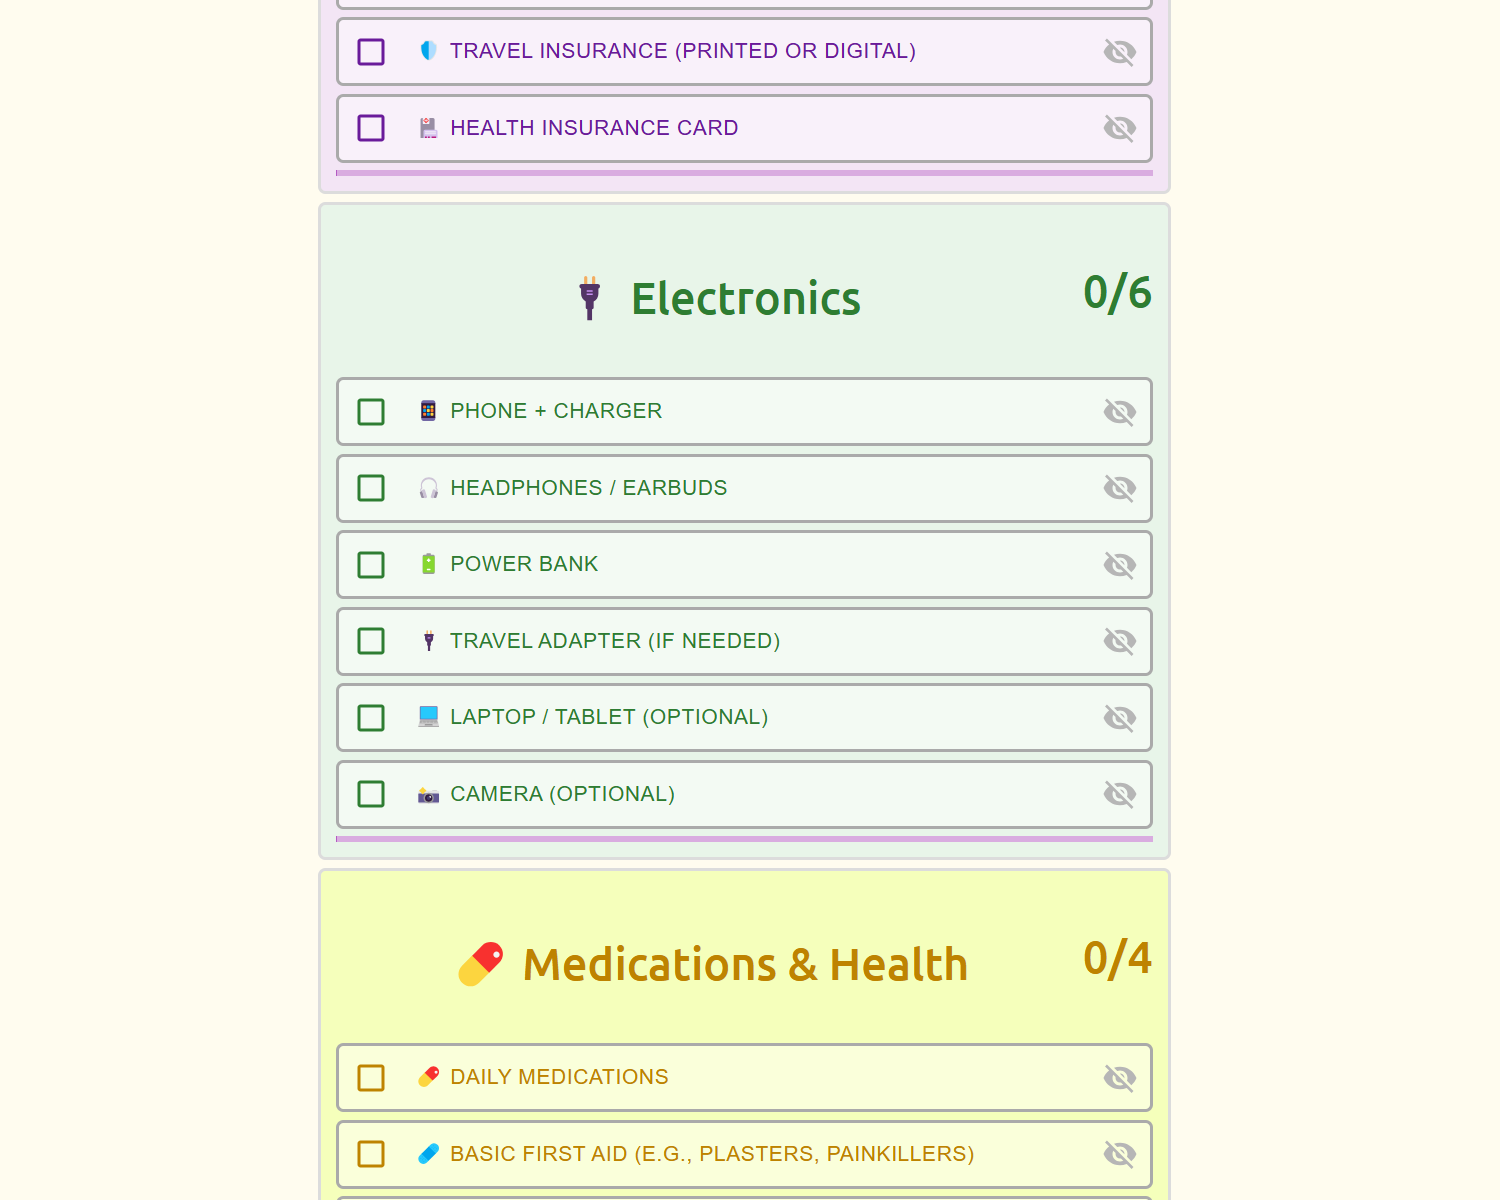 TRAVEL INSURANCE (PRINTED OR DIGITAL)
HEALTH INSURANCE CARD
Electronics 0/6
PHONE + CHARGER
HEADPHONES / EARBUDS
POWER BANK
TRAVEL ADAPTER (IF NEEDED)
LAPTOP / TABLET (OPTIONAL)
CAMERA (OPTIONAL)
Medications & Health 0/4
DAILY MEDICATIONS
BASIC FIRST AID (E.G., PLASTERS, PAINKILLERS)